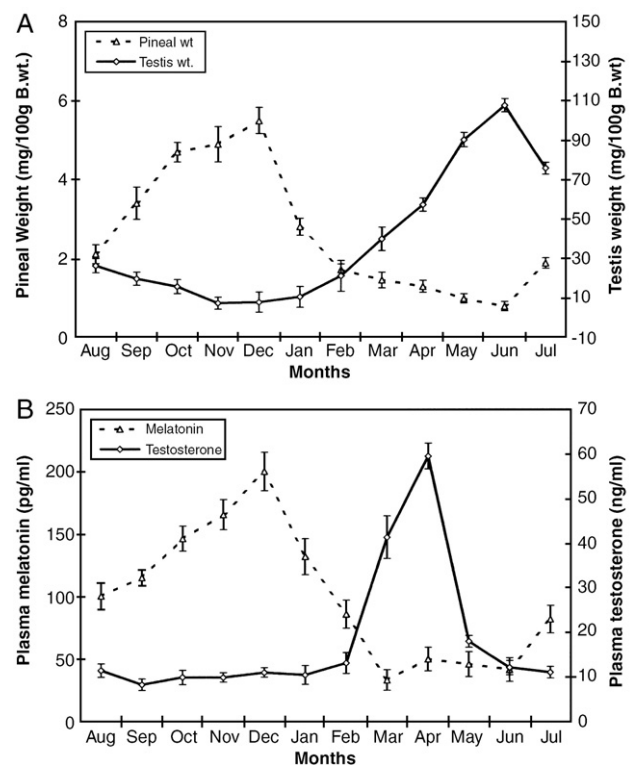 A
Pineal Weight (mg/100g B.wt.)
8
6
4
2
0
Pineal wt
Testis wt.
150
130
110
90
70
50
30
10
-10
Testis weight (mg/100g B.wt)
Aug Sep Oct Nov Dec Jan Feb Mar Apr May Jun Jul
Months
B
Plasma melatonin (pg/ml)
250
200
150
100
50
0
Melatonin
Testosterone
70
60
50
40
30
20
10
0
Plasma testosterone (ng/ml)
Aug Sep Oct Nov Dec Jan Feb Mar Apr May Jun Jul
Months